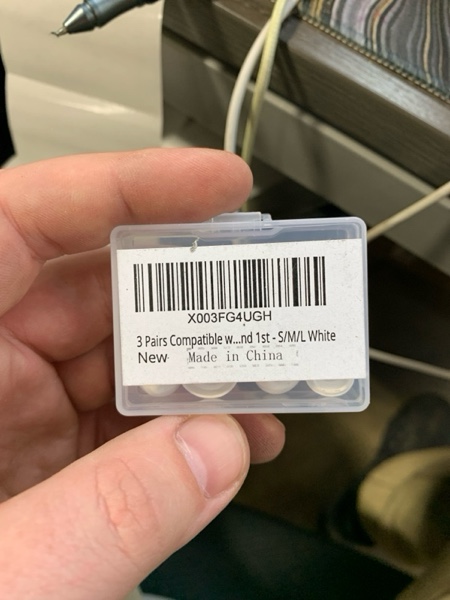 X003FG4UGH
3 Pairs Compatible w...nd 1st - S/M/L White
New Made in China